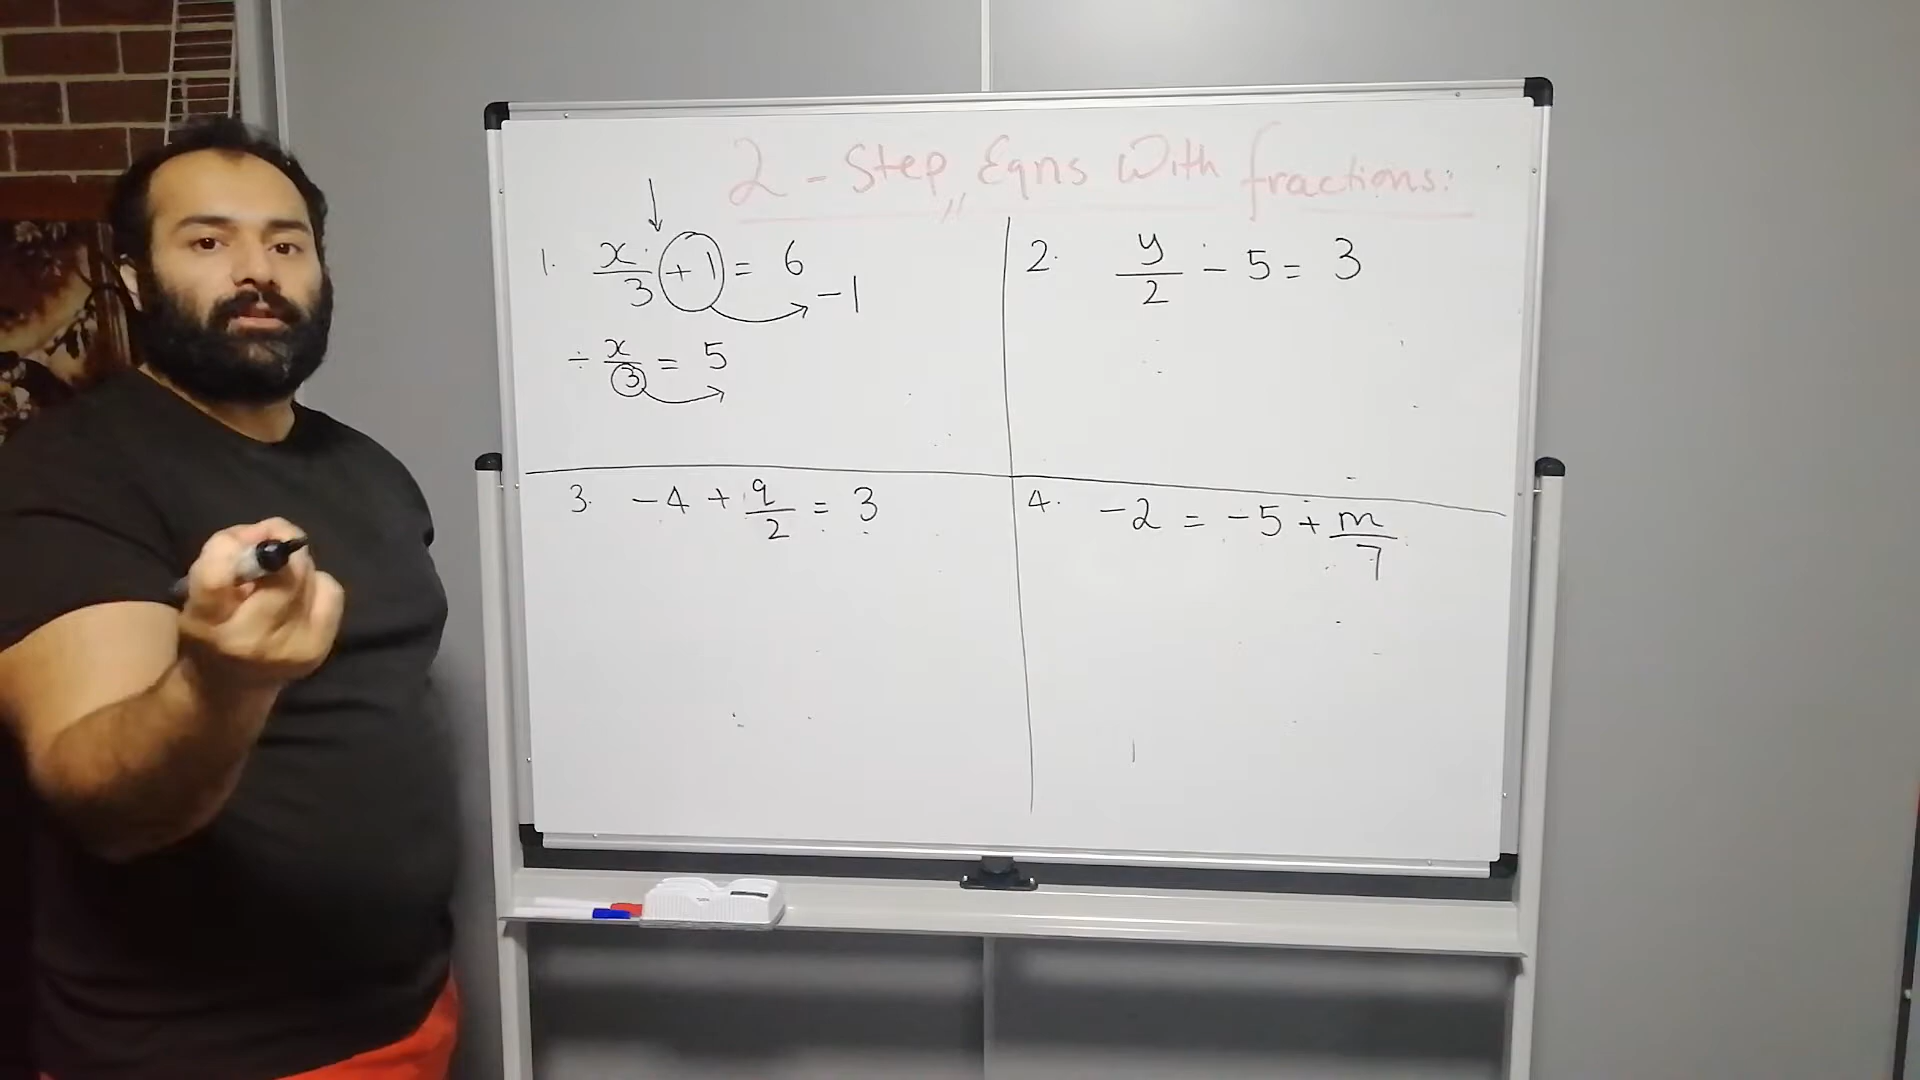 2 - Step Eqns With fractions:
1. x/3 + 1 = 6
- 1
÷ x/3 = 5
2. y/2 - 5 = 3
3. -4 + q/2 = 3
4. -2 = -5 + m/7